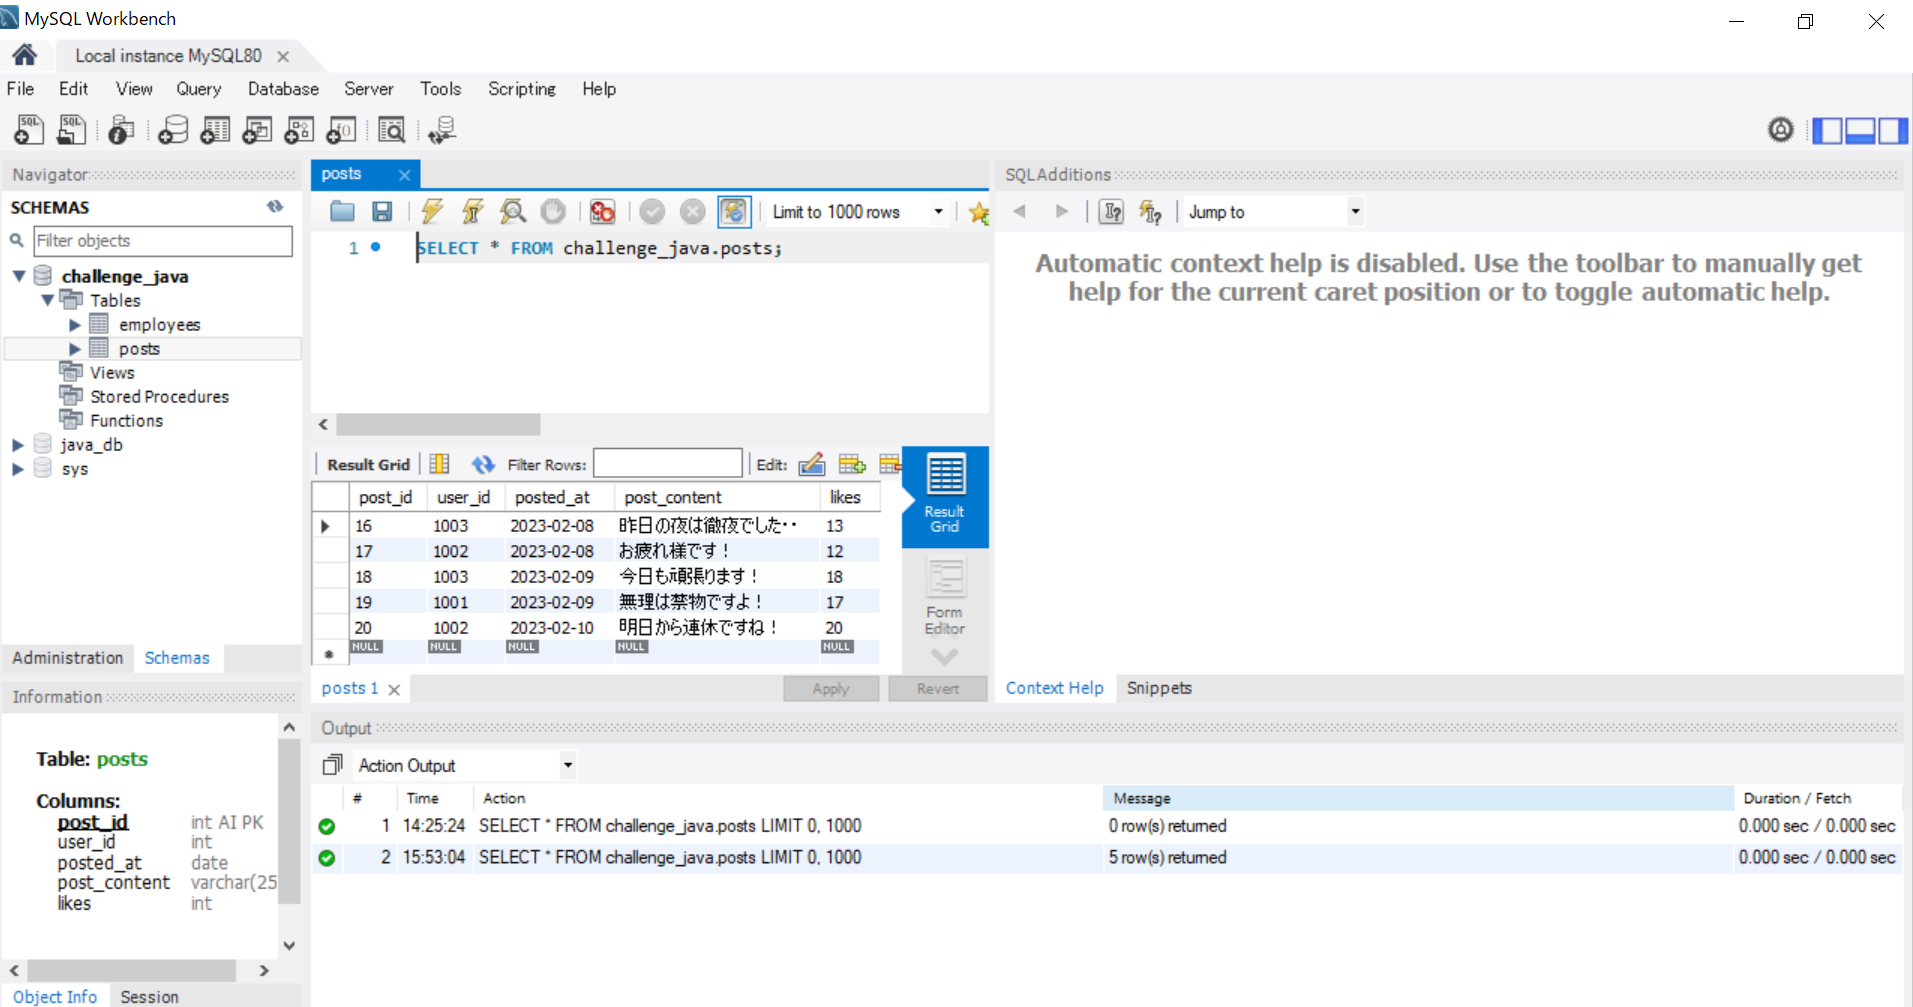 MySQL Workbench
Local instance MySQL80
File Edit View Query Database Server Tools Scripting Help
Navigator
SCHEMAS
Filter objects
challenge_java
Tables
employees
posts
Views
Stored Procedures
Functions
java_db
sys
Administration Schemas
Information
Table: posts
Columns:
post_id int AI PK
user_id int
posted_at date
post_content varchar(25
likes int
Object Info Session
posts
Limit to 1000 rows
1 SELECT * FROM challenge_java.posts;
Result Grid Filter Rows: Edit:
post_id user_id posted_at post_content likes
16 1003 2023-02-08 昨日の夜は徹夜でした・・ 13
17 1002 2023-02-08 お疲れ様です！ 12
18 1003 2023-02-09 今日も頑張ります！ 18
19 1001 2023-02-09 無理は禁物ですよ！ 17
20 1002 2023-02-10 明日から連休ですね！ 20
NULL NULL NULL NULL NULL
Result
Grid
Form
Editor
posts 1 Apply Revert
SQLAdditions
Jump to
Automatic context help is disabled. Use the toolbar to manually get
help for the current caret position or to toggle automatic help.
Context Help Snippets
Output
Action Output
# Time Action Message Duration / Fetch
1 14:25:24 SELECT * FROM challenge_java.posts LIMIT 0, 1000 0 row(s) returned 0.000 sec / 0.000 sec
2 15:53:04 SELECT * FROM challenge_java.posts LIMIT 0, 1000 5 row(s) returned 0.000 sec / 0.000 sec